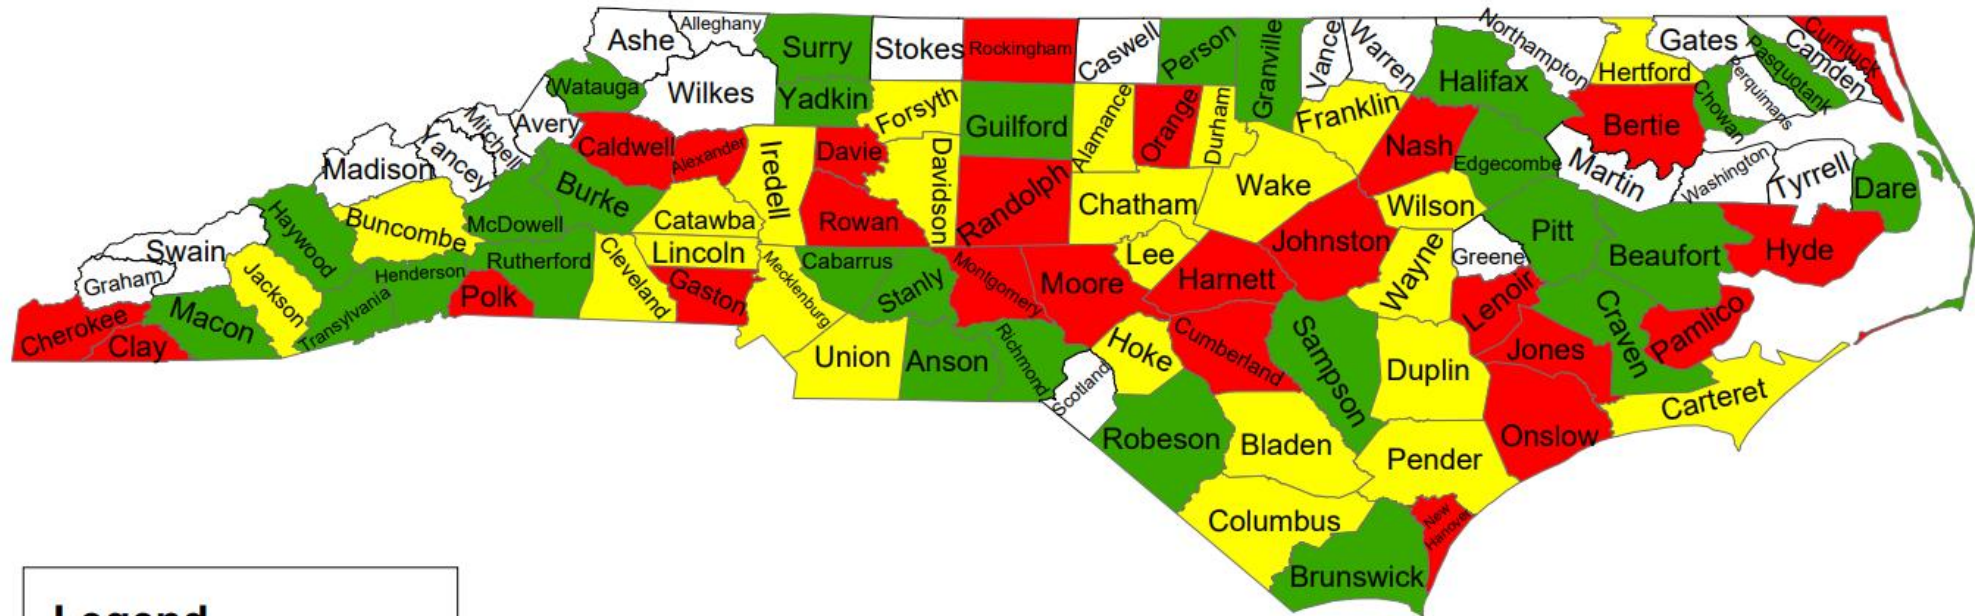 Ashe
Alleghany
Surry
Stokes
Rockingham
Caswell
Person
Granville
Vance
Warren
Northampton
Hertford
Gates
Pasquotank
Camden
Currituck
Watauga
Wilkes
Yadkin
Forsyth
Guilford
Alamance
Orange
Durham
Franklin
Halifax
Bertie
Chowan
Perquimans
Mitchell
Avery
Caldwell
Alexander
Iredell
Davie
Davidson
Randolph
Chatham
Wake
Nash
Edgecombe
Martin
Washington
Tyrrell
Dare
Madison
Yancey
McDowell
Burke
Catawba
Rowan
Lee
Johnston
Wilson
Pitt
Beaufort
Hyde
Swain
Haywood
Buncombe
Rutherford
Cleveland
Lincoln
Cabarrus
Stanly
Montgomery
Moore
Harnett
Wayne
Greene
Graham
Jackson
Henderson
Transylvania
Polk
Gaston
Mecklenburg
Lenoir
Craven
Pamlico
Cherokee
Clay
Macon
Union
Anson
Richmond
Scotland
Hoke
Cumberland
Sampson
Duplin
Jones
Carteret
Robeson
Bladen
Pender
Onslow
Columbus
Brunswick
New
Hanover
Legend